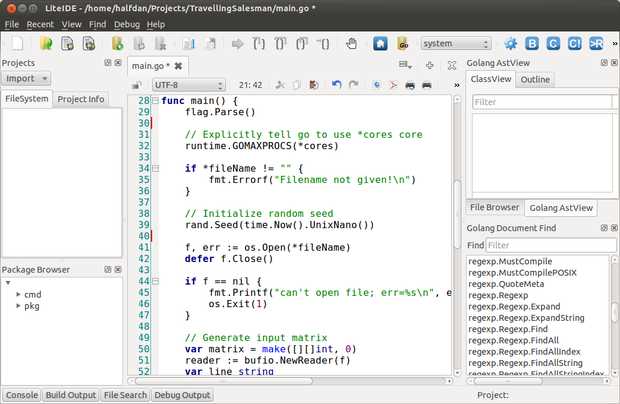 LiteIDE - /home/halfdan/Projects/TravellingSalesman/main.go *
File Recent View Find Debug Help
Go system B C C! >R »
Projects
Import
FileSystem Project Info
Package Browser
cmd
pkg
main.go *
UTF-8 21: 42 »
28 func main() {
29 flag.Parse()
30
31 // Explicitly tell go to use *cores core
32 runtime.GOMAXPROCS(*cores)
33
34 if *fileName != "" {
35 fmt.Errorf("Filename not given!\n")
36 }
37
38 // Initialize random seed
39 rand.Seed(time.Now().UnixNano())
40
41 f, err := os.Open(*fileName)
42 defer f.Close()
43
44 if f == nil {
45 fmt.Printf("can't open file; err=%s\n", e
46 os.Exit(1)
47 }
48
49 // Generate input matrix
50 var matrix = make([][]int, 0)
51 reader := bufio.NewReader(f)
52 var line string
Golang AstView
ClassView Outline
Filter
File Browser Golang AstView
Golang Document Find
Find Filter
regexp.MustCompile
regexp.MustCompilePOSIX
regexp.QuoteMeta
regexp.Regexp
regexp.Regexp.Expand
regexp.Regexp.ExpandString
regexp.Regexp.Find
regexp.Regexp.FindAll
regexp.Regexp.FindAllIndex
regexp.Regexp.FindAllString
regexp.Regexp.FindAllStringIndex
Console Build Output File Search Debug Output Project: